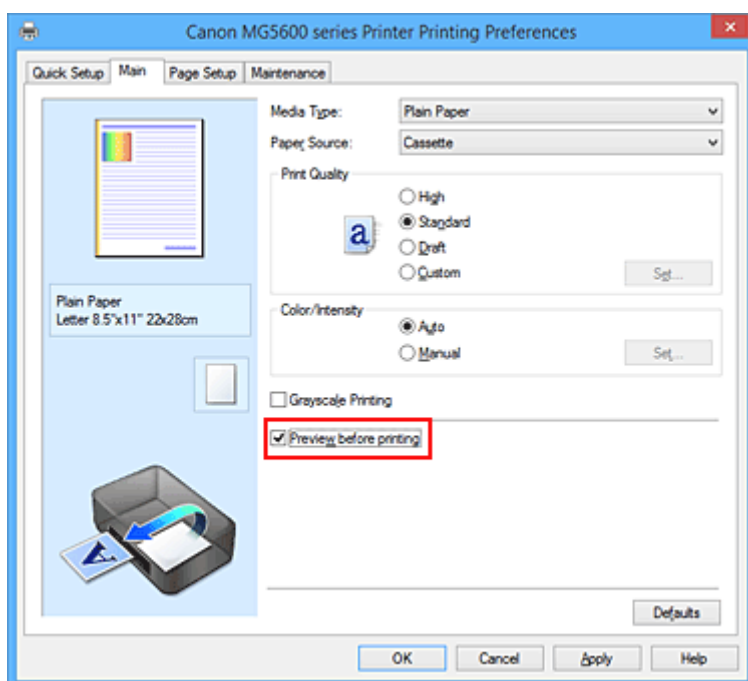 Canon MG5600 series Printer Printing Preferences
Quick Setup Main Page Setup Maintenance
Media Type: Plain Paper
Paper Source: Cassette
Print Quality
High
a Standard
Draft
Custom Set...
Plain Paper
Letter 8.5"x11" 22x28cm
Color/Intensity
Auto
Manual Set...
Grayscale Printing
Preview before printing
A
Defaults
OK Cancel Apply Help